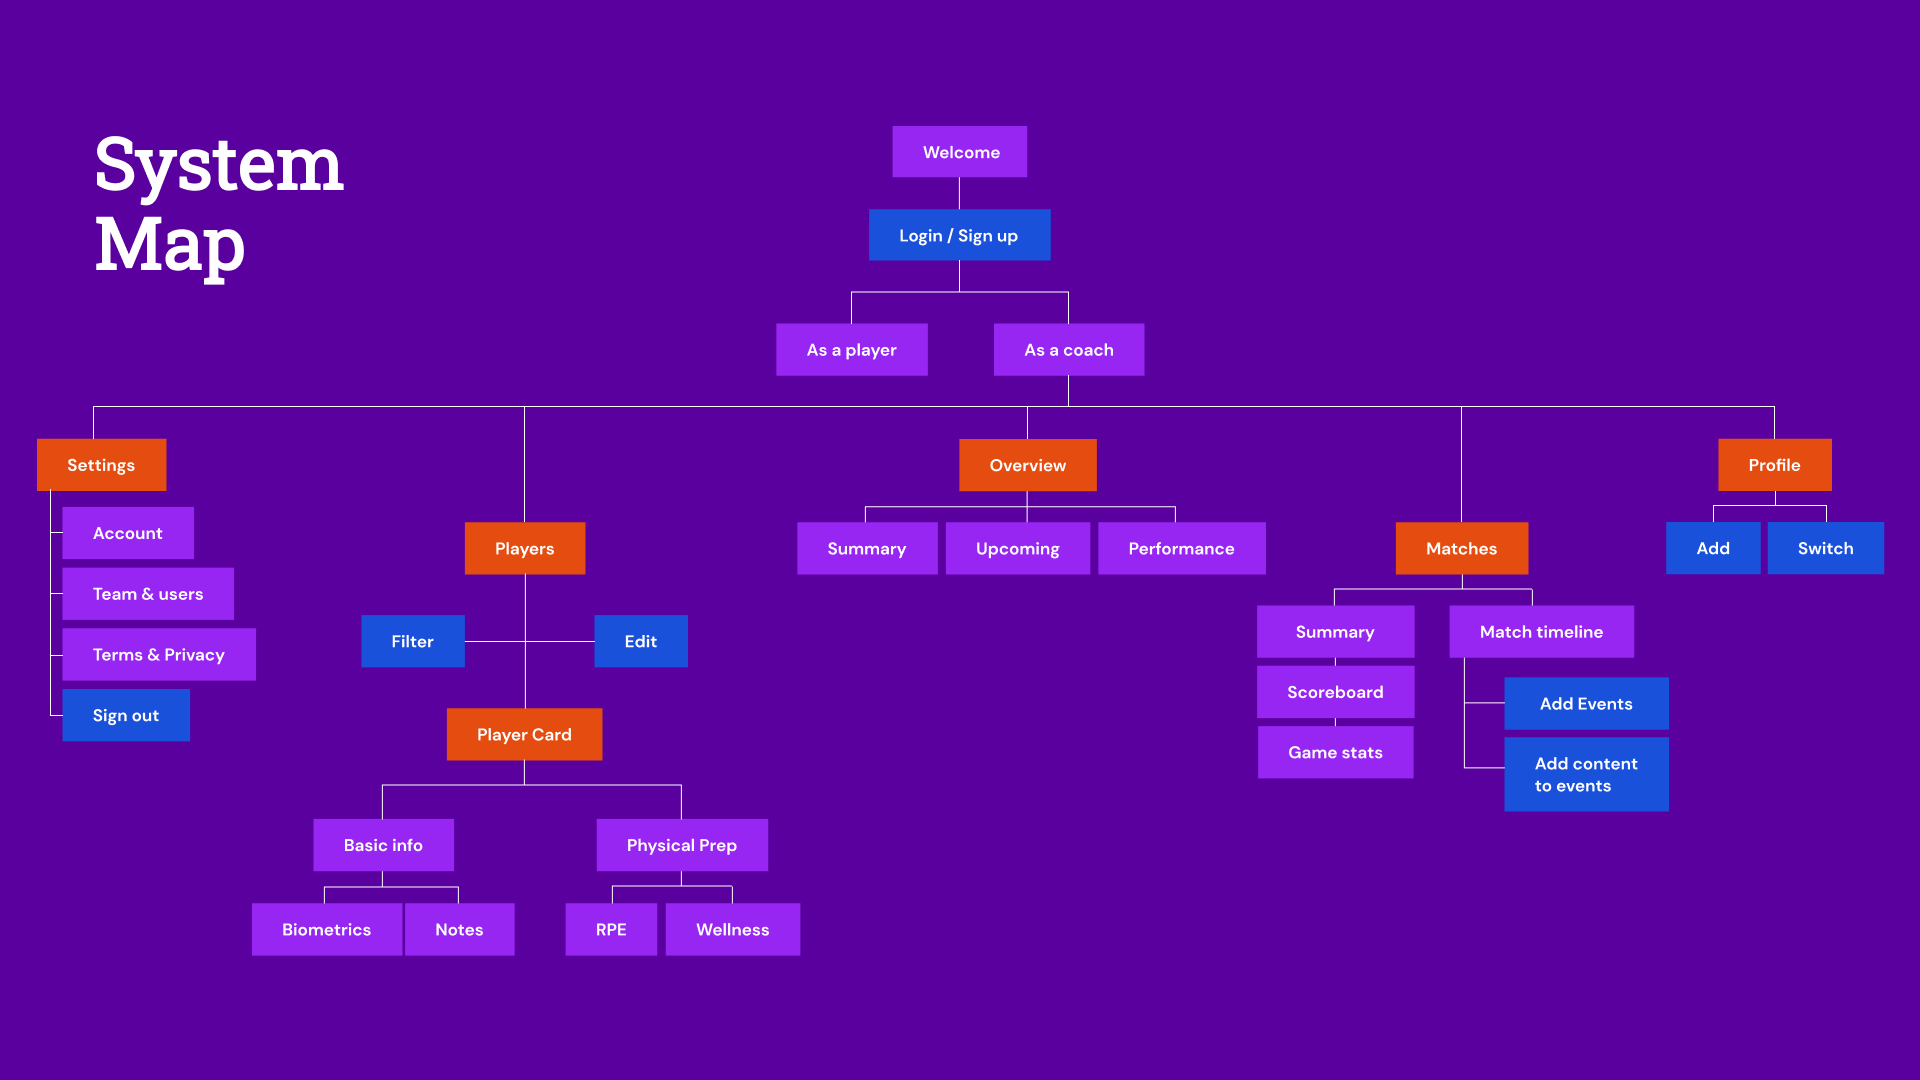 System
Map
Welcome
Login / Sign up
As a player
As a coach
Settings
Account
Team & users
Terms & Privacy
Sign out
Players
Filter
Edit
Player Card
Basic info
Physical Prep
Biometrics
Notes
RPE
Wellness
Overview
Summary
Upcoming
Performance
Matches
Summary
Scoreboard
Game stats
Match timeline
Add Events
Add content
to events
Profile
Add
Switch